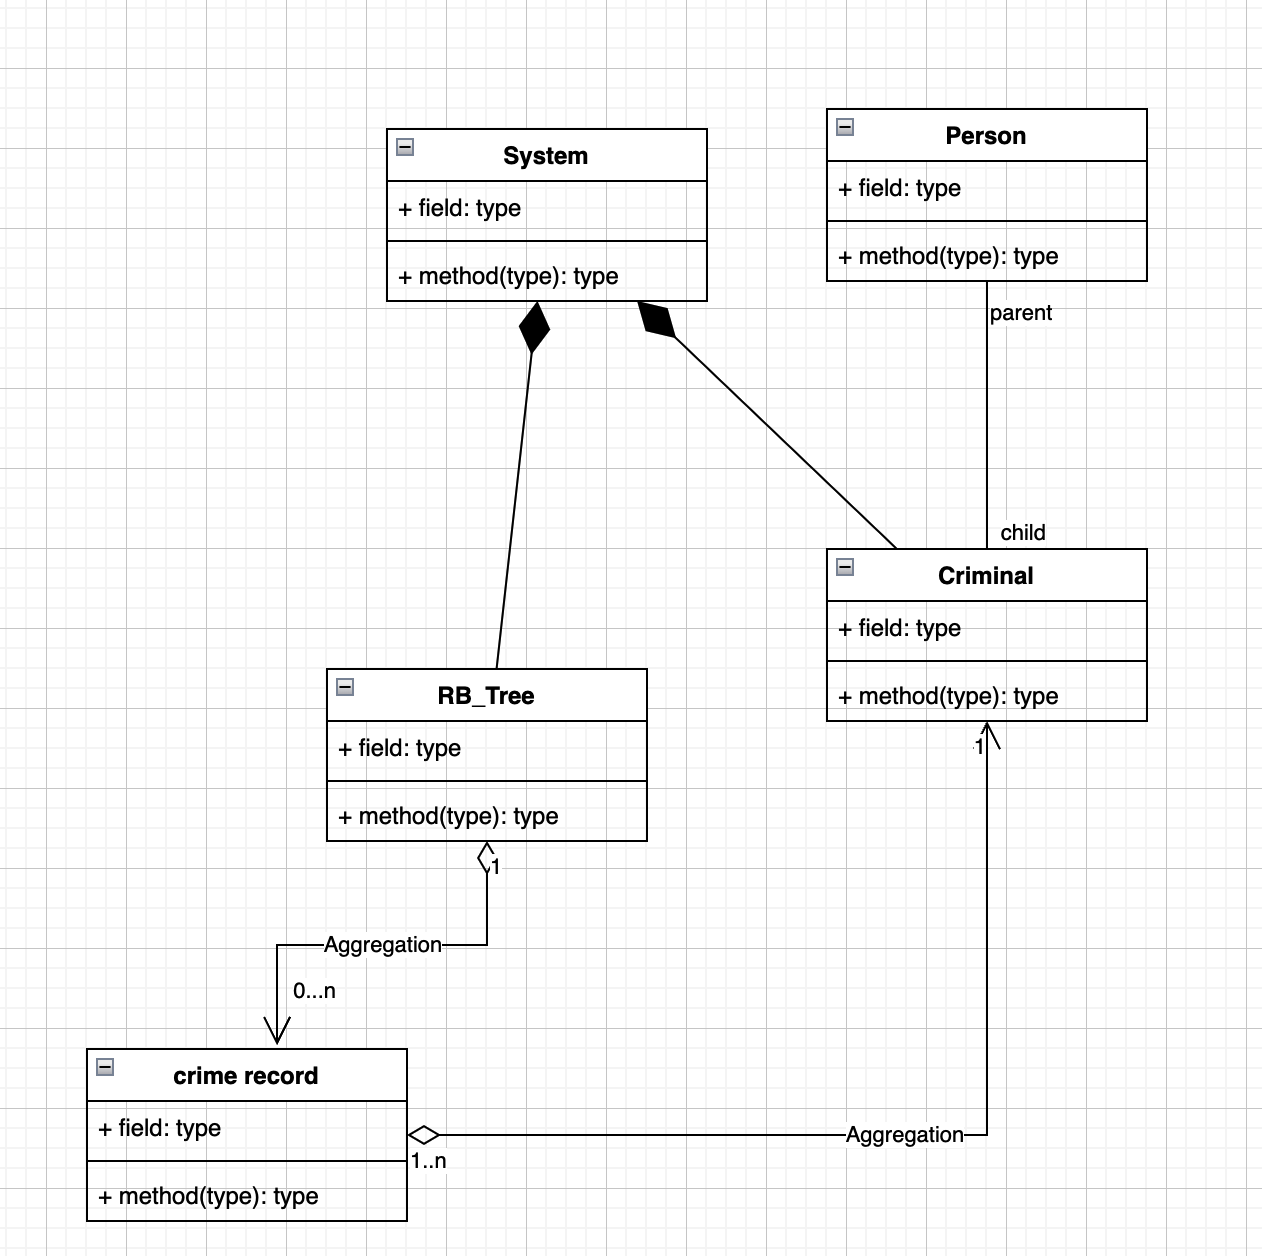 System
+ field: type
+ method(type): type
Person
+ field: type
+ method(type): type
parent
child
Criminal
+ field: type
+ method(type): type
1
RB_Tree
+ field: type
+ method(type): type
1
Aggregation
0...n
crime record
+ field: type
+ method(type): type
1..n
Aggregation